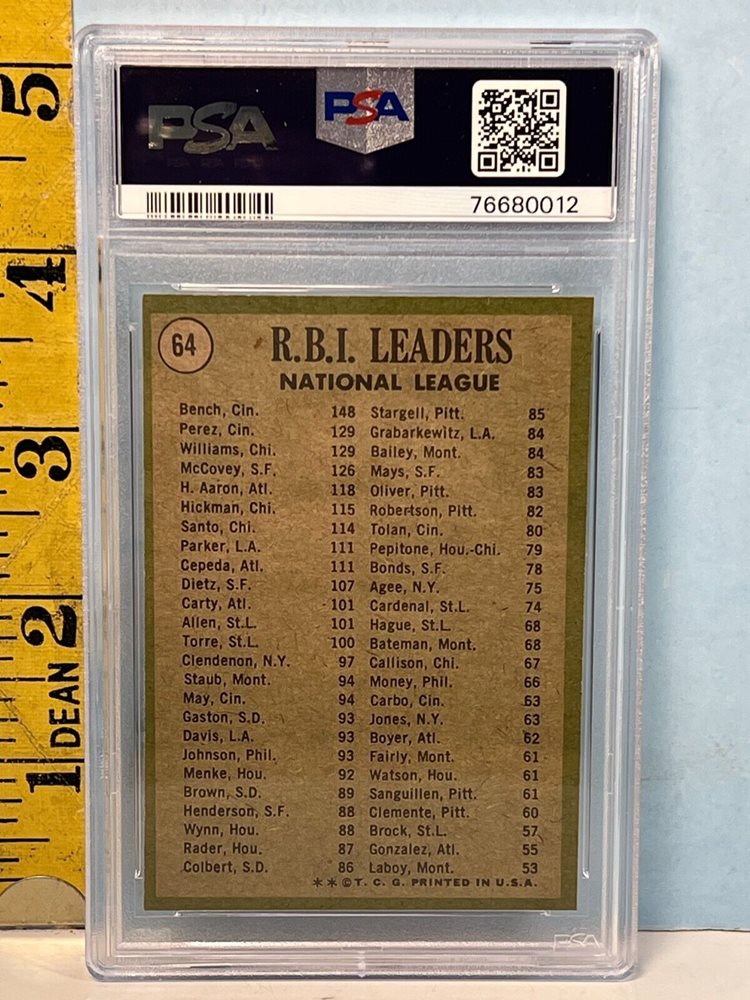 PSA
PSA
76680012
64
R.B.I. LEADERS
NATIONAL LEAGUE
Bench, Cin. 148 Stargell, Pitt. 85
Perez, Cin. 129 Grabarkewitz, L.A. 84
Williams, Chi. 129 Bailey, Mont. 84
McCovey, S.F. 126 Mays, S.F. 83
H. Aaron, Atl. 118 Oliver, Pitt. 83
Hickman, Chi. 115 Robertson, Pitt. 82
Santo, Chi. 114 Tolan, Cin. 80
Parker, L.A. 111 Pepitone, Hou.-Chi. 79
Cepeda, Atl. 111 Bonds, S.F. 78
Dietz, S.F. 107 Agee, N.Y. 75
Carty, Atl. 101 Cardenal, St.L. 74
Allen, St.L. 101 Hague, St.L. 68
Torre, St.L. 100 Bateman, Mont. 68
Clendenon, N.Y. 97 Callison, Chi. 67
Staub, Mont. 94 Money, Phil. 66
May, Cin. 94 Carbo, Cin. 63
Gaston, S.D. 93 Jones, N.Y. 63
Davis, L.A. 93 Boyer, Atl. 62
Johnson, Phil. 93 Fairly, Mont. 61
Menke, Hou. 92 Watson, Hou. 61
Brown, S.D. 89 Sanguillen, Pitt. 61
Henderson, S.F. 88 Clemente, Pitt. 60
Wynn, Hou. 88 Brock, St.L. 57
Rader, Hou. 87 Gonzalez, Atl. 55
Colbert, S.D. 86 Laboy, Mont. 53
**©T. C. G. PRINTED IN U.S.A.
PSA
5
4
3
2
1
DEAN